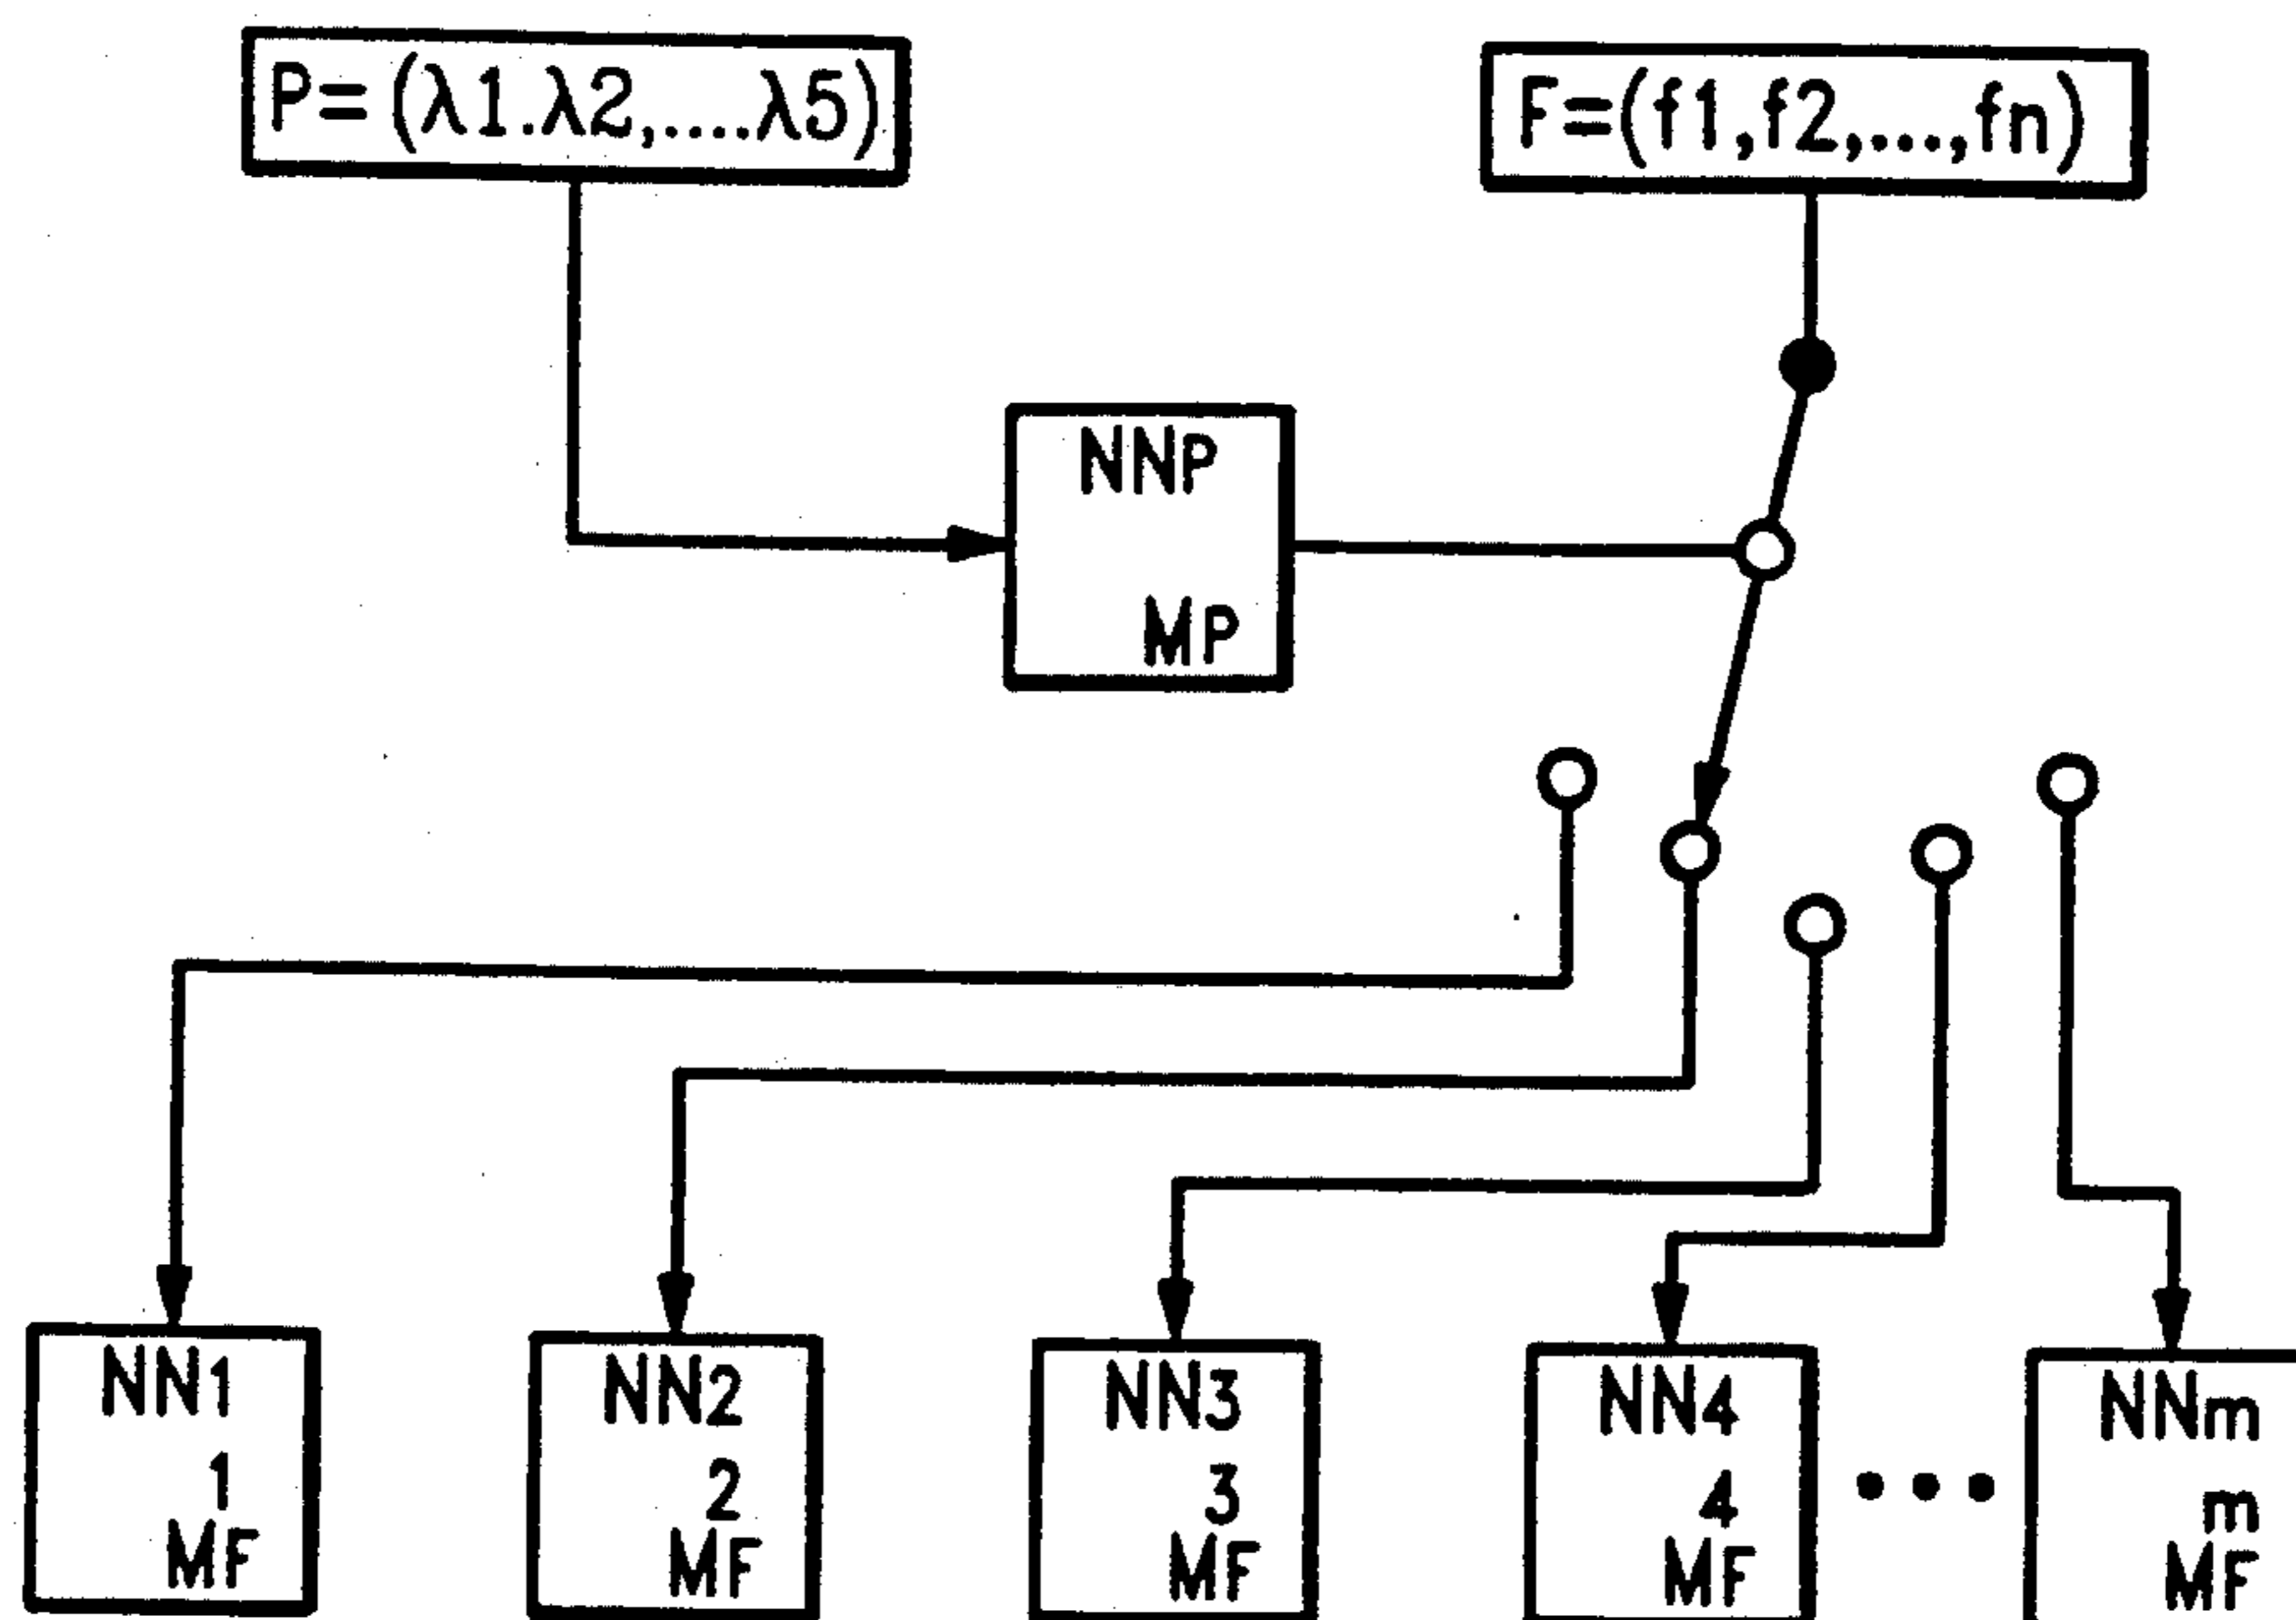 P=(λ1.λ2,....λ5)
F=(f1,f2,...,fn)
NNP
MP
NN1
1
MF
NN2
2
MF
NN3
3
MF
NN4
4
MF
...
NNm
m
MF